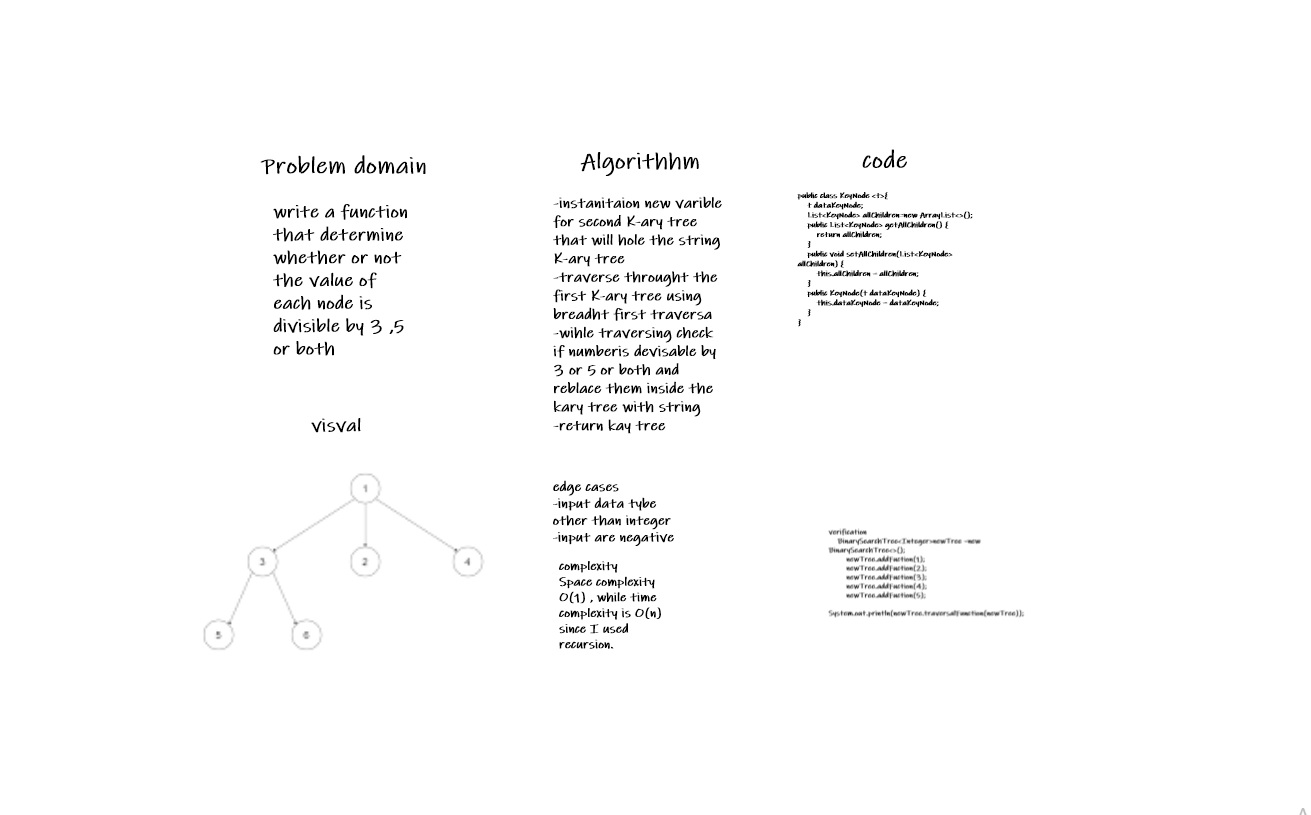 Problem domain
write a function
that determine
whether or not
the value of
each node is
divisible by 3 ,5
or both
visval
1
3
2
4
5
6
Algorithhm
-instanitaion new varible
for second K-ary tree
that will hole the string
K-ary tree
-traverse throught the
first K-ary tree using
breadht first traversa
-wihle traversing check
if numberis devisable by
3 or 5 or both and
reblace them inside the
kary tree with string
-return kay tree
edge cases
-input data tybe
other than integer
-input are negative
complexity
Space complexity
O(1) , while time
complexity is O(n)
since I used
recursion.
code
public class KeyNode <t>{
t dataKeyNode;
List<KeyNode> allChildren=new ArrayList<>();
public List<KeyNode> getAllChildren() {
return allChildren;
}
public void setAllChildren(List<KeyNode>
allChildren) {
this.allChildren = allChildren;
}
public KeyNode(t dataKeyNode) {
this.dataKeyNode = dataKeyNode;
}
}
verification
BinarySearchTree<Integer>newTree =new
BinarySearchTree<>();
newTree.addFuction(1);
newTree.addFuction(2);
newTree.addFuction(3);
newTree.addFuction(4);
newTree.addFuction(5);
System.out.println(newTree.traversalFunction(newTree));